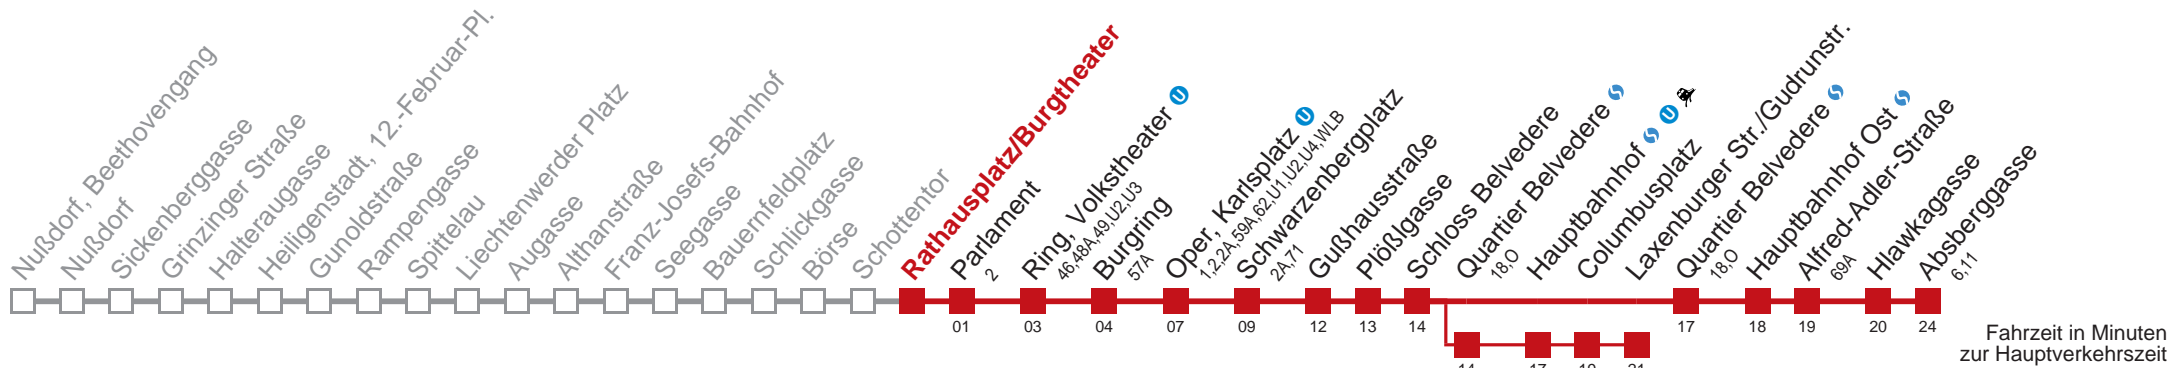 Nußdorf, Beethovengang
Nußdorf
Sickenberggasse
Grinzinger Straße
Halteraugasse
Heiligenstadt, 12.-Februar-Pl.
Gunoldstraße
Rampengasse
Spittelau
Liechtenwerder Platz
Augasse
Althanstraße
Franz-Josefs-Bahnhof
Seegasse
Bauernfeldplatz
Schlickgasse
Börse
Schottentor
Rathausplatz/Burgtheater
Parlament
2
Ring, Volkstheater U
46,48A,49,U2,U3
Burgring
57A
Oper, Karlsplatz U
1,2,2A,59A,62,U1,U2,U4,WLB
Schwarzenbergplatz
2A,71
Gußhausstraße
Plößlgasse
Schloss Belvedere
Quartier Belvedere
18,O
Hauptbahnhof U
Columbusplatz
Laxenburger Str./Gudrunstr.
Quartier Belvedere
18,O
Hauptbahnhof Ost
Alfred-Adler-Straße
69A
Hlawkagasse
Absberggasse
6,11
01 03 04 07 09 12 13 14 17 18 19 20 24
14 17 19 21
Fahrzeit in Minuten
zur Hauptverkehrszeit